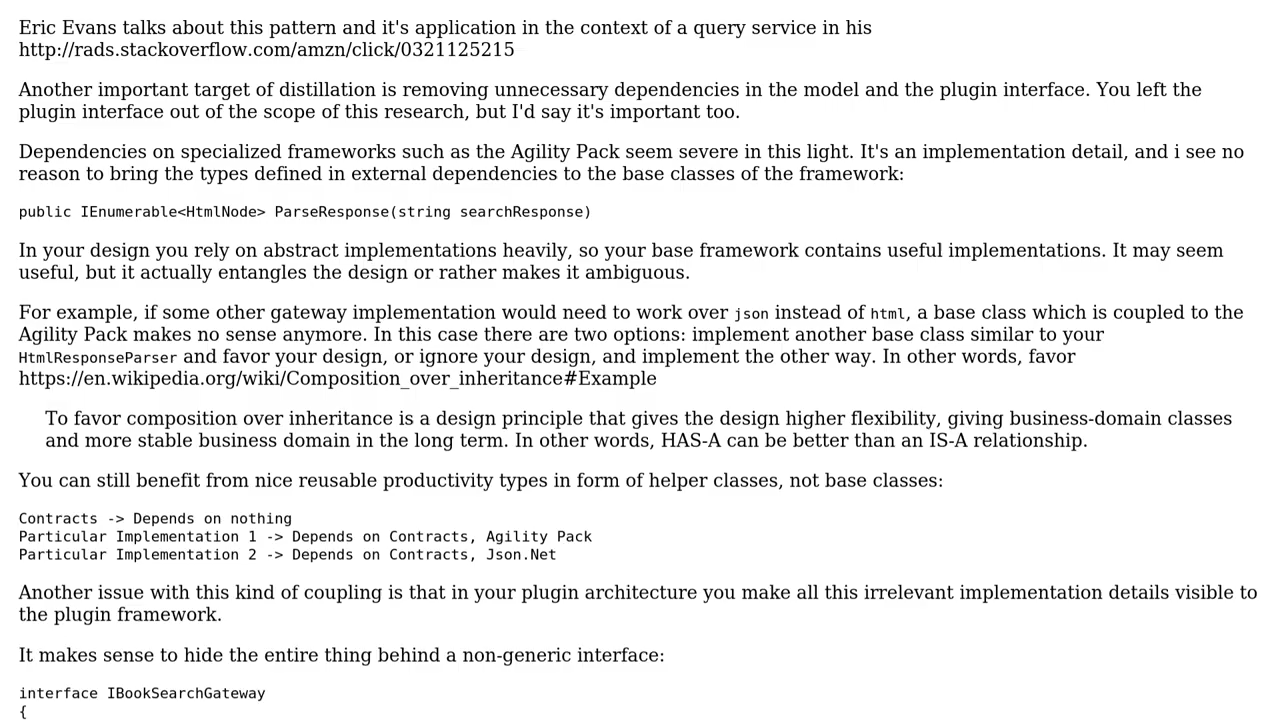 Eric Evans talks about this pattern and it's application in the context of a query service in his
http://rads.stackoverflow.com/amzn/click/0321125215
Another important target of distillation is removing unnecessary dependencies in the model and the plugin interface. You left the
plugin interface out of the scope of this research, but I'd say it's important too.
Dependencies on specialized frameworks such as the Agility Pack seem severe in this light. It's an implementation detail, and i see no
reason to bring the types defined in external dependencies to the base classes of the framework:
public IEnumerable<HtmlNode> ParseResponse(string searchResponse)
In your design you rely on abstract implementations heavily, so your base framework contains useful implementations. It may seem
useful, but it actually entangles the design or rather makes it ambiguous.
For example, if some other gateway implementation would need to work over json instead of html, a base class which is coupled to the
Agility Pack makes no sense anymore. In this case there are two options: implement another base class similar to your
HtmlResponseParser and favor your design, or ignore your design, and implement the other way. In other words, favor
https://en.wikipedia.org/wiki/Composition_over_inheritance#Example
To favor composition over inheritance is a design principle that gives the design higher flexibility, giving business-domain classes
and more stable business domain in the long term. In other words, HAS-A can be better than an IS-A relationship.
You can still benefit from nice reusable productivity types in form of helper classes, not base classes:
Contracts -> Depends on nothing
Particular Implementation 1 -> Depends on Contracts, Agility Pack
Particular Implementation 2 -> Depends on Contracts, Json.Net
Another issue with this kind of coupling is that in your plugin architecture you make all this irrelevant implementation details visible to
the plugin framework.
It makes sense to hide the entire thing behind a non-generic interface:
interface IBookSearchGateway
{